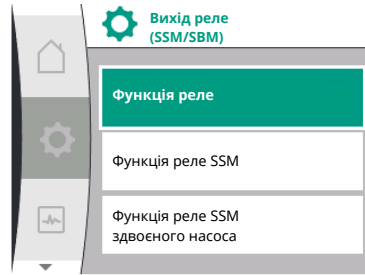 Вихід реле
(SSM/SBM)
Функція реле
Функція реле SSM
Функція реле SSM
здвоєного насоса